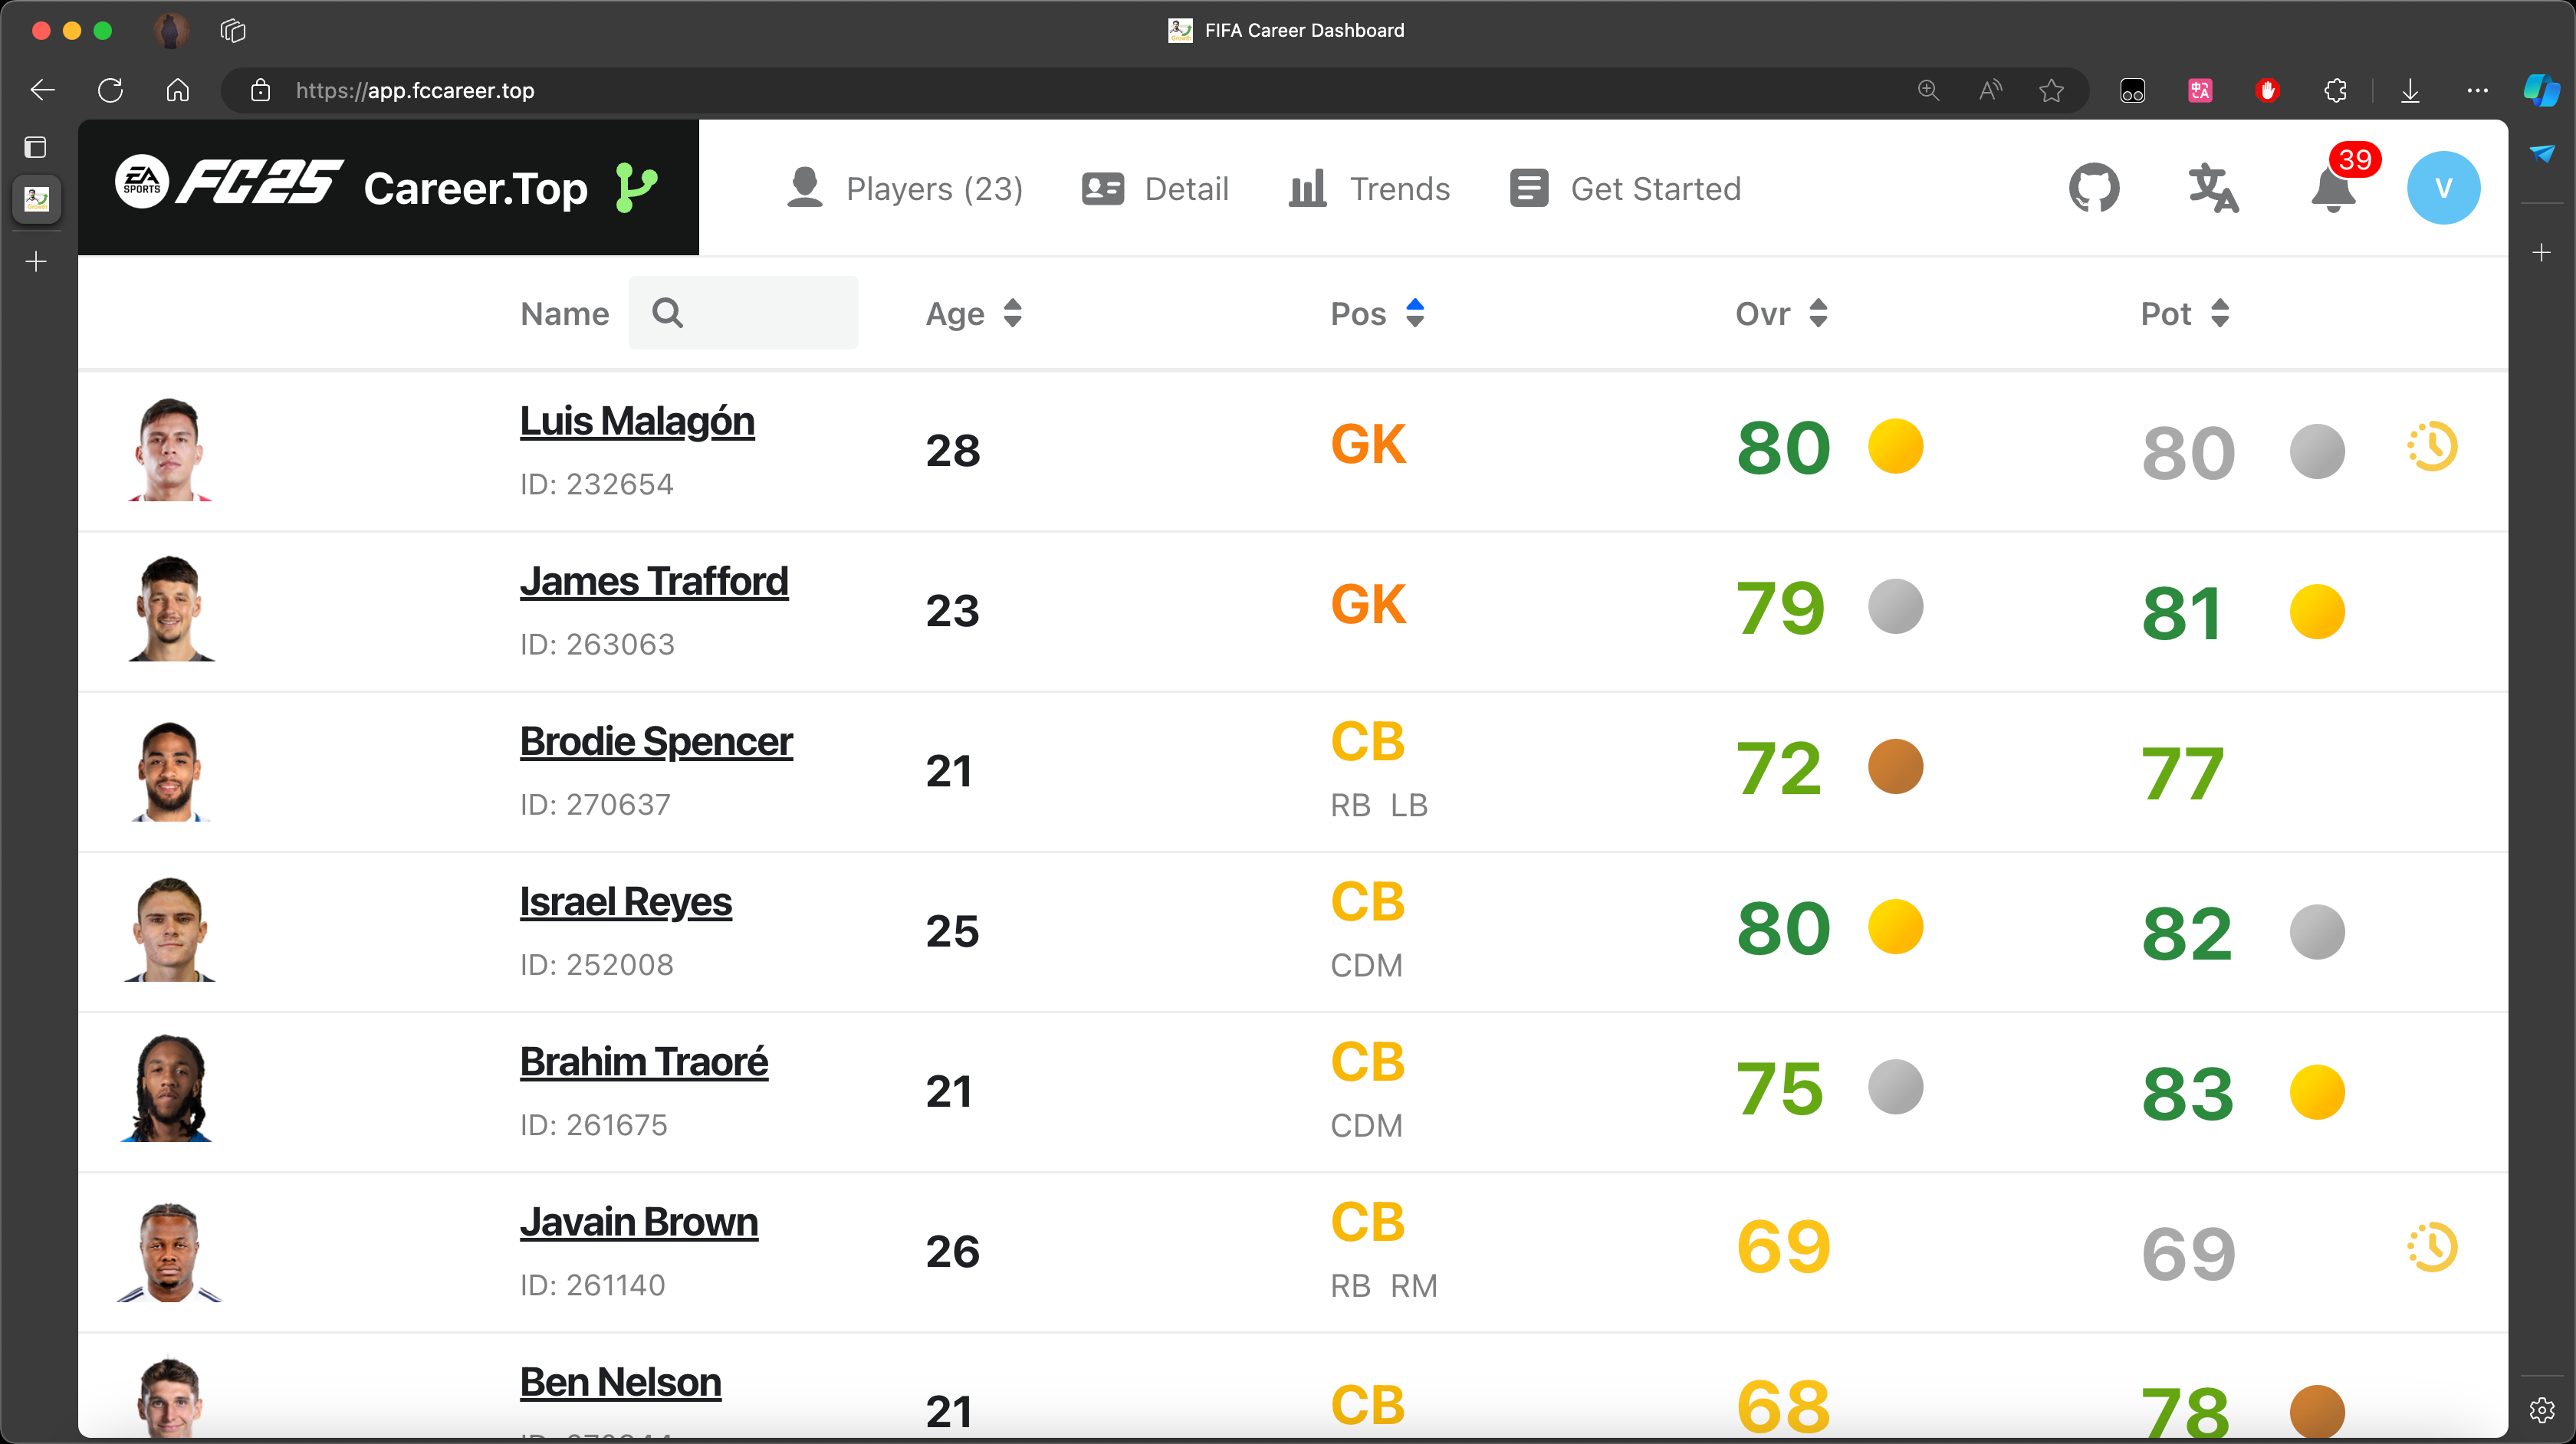 FIFA Career Dashboard
https://app.fccareer.top
EA SPORTS FC25 Career.Top
Players (23) Detail Trends Get Started 39 V
Name Age Pos Ovr Pot
Luis Malagón 28 GK 80 80
ID: 232654
James Trafford 23 GK 79 81
ID: 263063
Brodie Spencer 21 CB 72 77
ID: 270637 RB LB
Israel Reyes 25 CB 80 82
ID: 252008 CDM
Brahim Traoré 21 CB 75 83
ID: 261675 CDM
Javain Brown 26 CB 69 69
ID: 261140 RB RM
Ben Nelson 21 CB 68 78